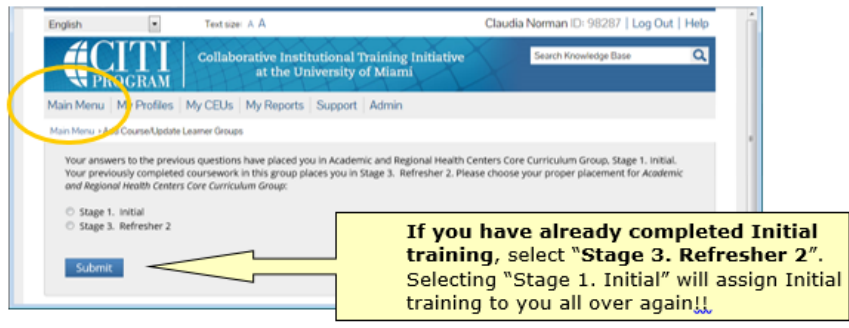 English Text size: A A Claudia Norman ID: 98287 | Log Out | Help
CITI PROGRAM
Collaborative Institutional Training Initiative
at the University of Miami
Search Knowledge Base
Main Menu | My Profiles | My CEUs | My Reports | Support | Admin
Main Menu › Add Course/Update Learner Groups
Your answers to the previous questions have placed you in Academic and Regional Health Centers Core Curriculum Group, Stage 1. Initial.
Your previously completed coursework in this group places you in Stage 3. Refresher 2. Please choose your proper placement for Academic
and Regional Health Centers Core Curriculum Group:
Stage 1. Initial
Stage 3. Refresher 2
Submit
If you have already completed Initial
training, select “Stage 3. Refresher 2”.
Selecting “Stage 1. Initial” will assign Initial
training to you all over again!!